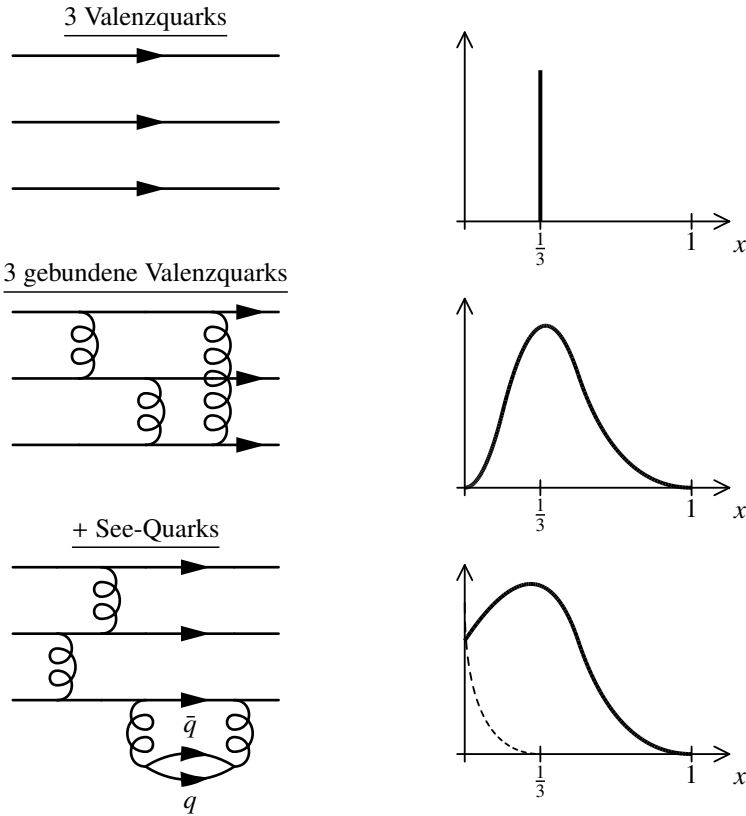 3 Valenzquarks
1/3 1 x
3 gebundene Valenzquarks
1/3 1 x
+ See-Quarks
q̄
q
1/3 1 x